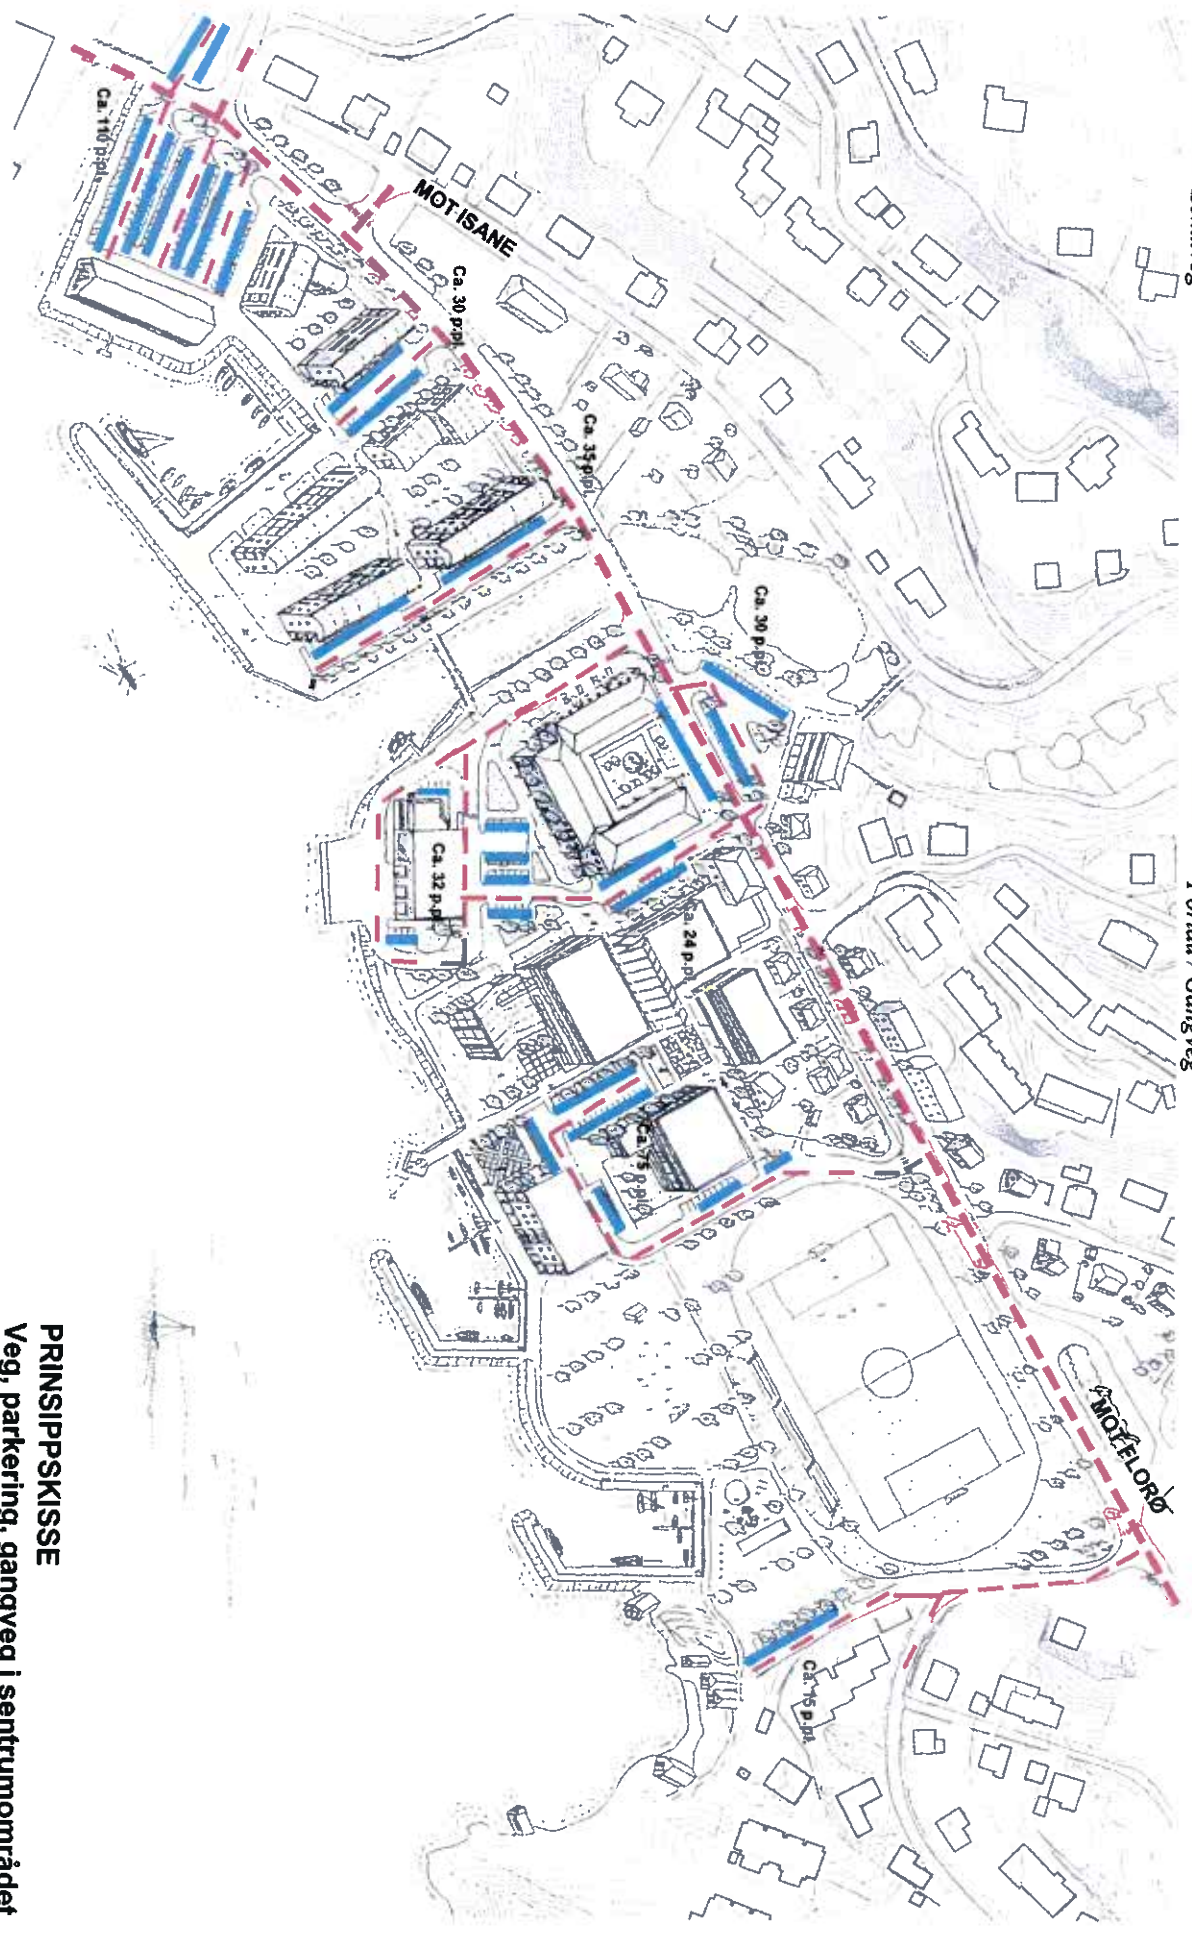 Ca. 110 p.pl.
MOT ISANE
Ca. 30 p.pl.
Ca. 35 p.pl.
Ca. 30 p.pl.
Ca. 32 p.pl.
Ca. 24 p.pl.
Ca. 75 p.pl.
MOT FLORØ
Ca. 15 p.pl.
PRINSIPPSKISSE
Veg, parkering, gangveg i sentrumområdet